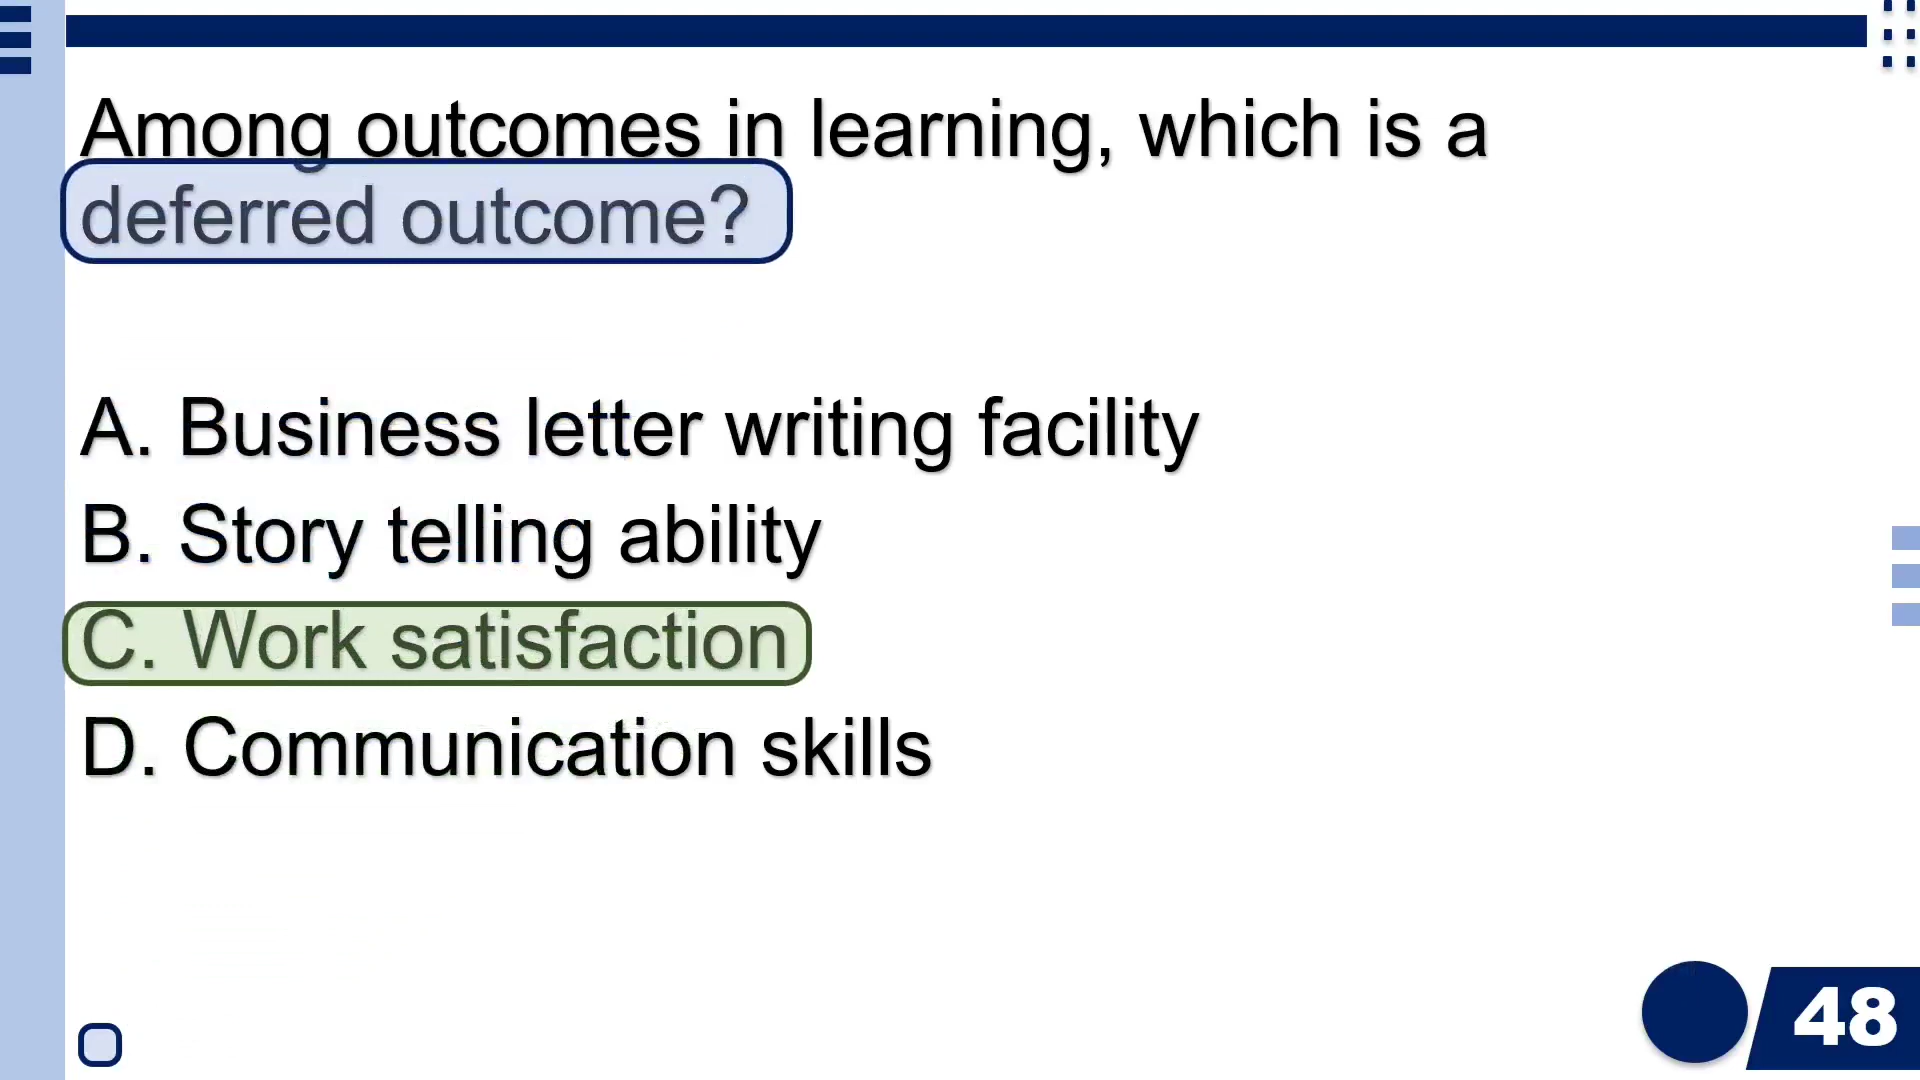 Among outcomes in learning, which is a
deferred outcome?
A. Business letter writing facility
B. Story telling ability
C. Work satisfaction
D. Communication skills
48